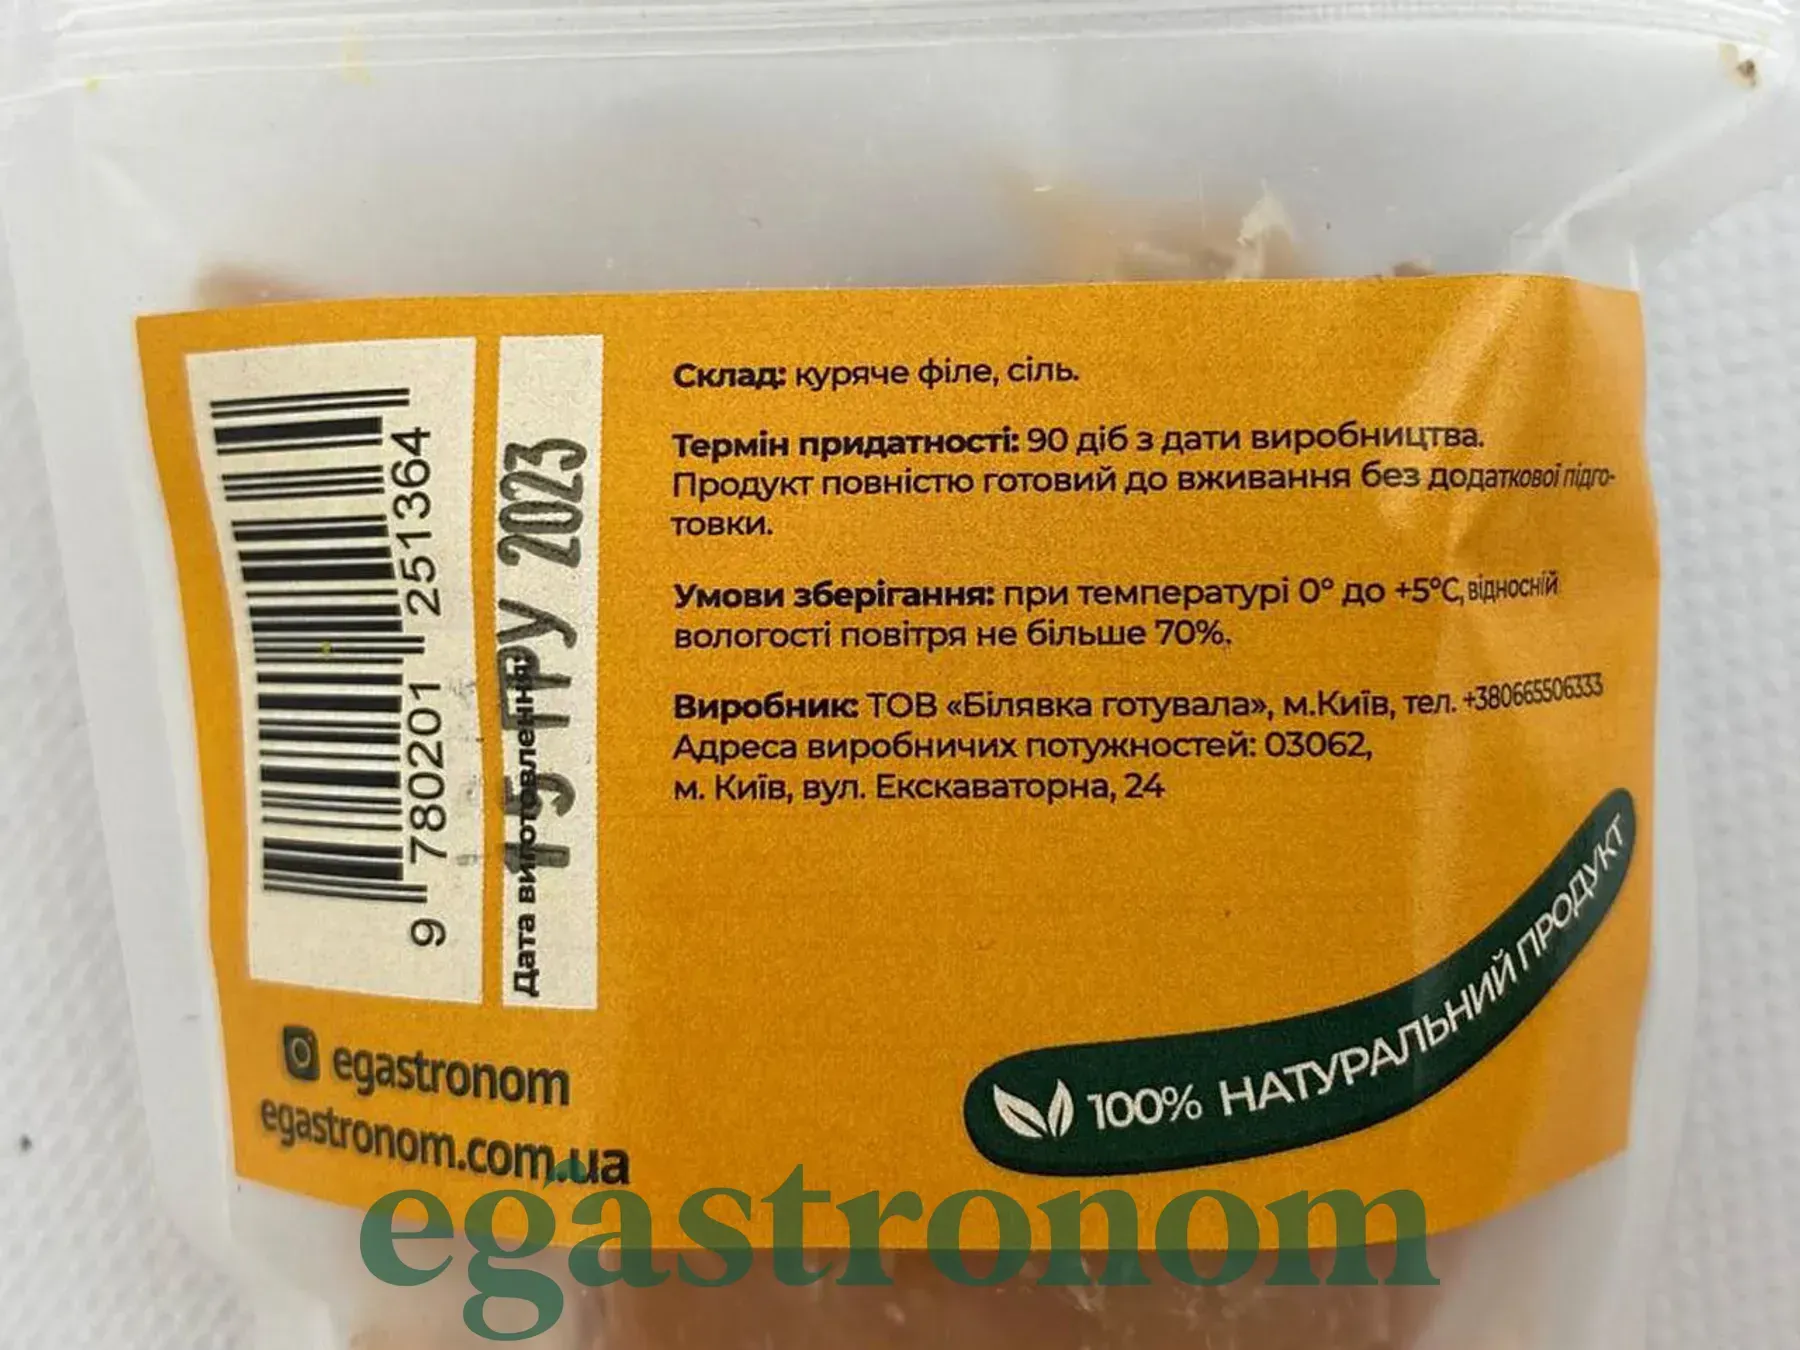 Склад: куряче філе, сіль.
Термін придатності: 90 діб з дати виробництва.
Продукт повністю готовий до вживання без додаткової підго-
товки.
Умови зберігання: при температурі 0° до +5°C, відносній
вологості повітря не більше 70%.
Виробник: ТОВ «Білявка готувала», м.Київ, тел. +380665506333
Адреса виробничих потужностей: 03062,
м. Київ, вул. Екскаваторна, 24
9 780201 251364
Дата виготовлення:
15 ГРУ 2023
egastronom
egastronom.com.ua
100% НАТУРАЛЬНИЙ ПРОДУКТ
egastronom